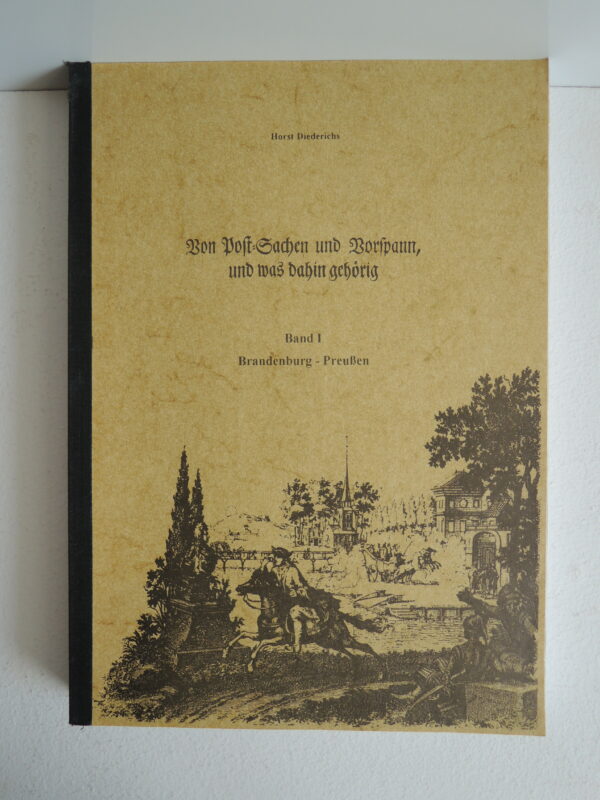 Horst Diederichs
Von Post-Sachen und Vorspann,
und was dahin gehörig
Band I
Brandenburg - Preußen